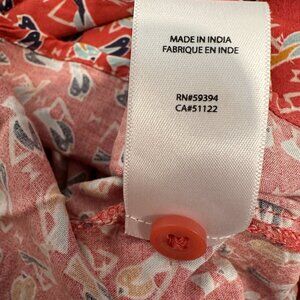 MADE IN INDIA
FABRIQUE EN INDE
RN#59394
CA#51122